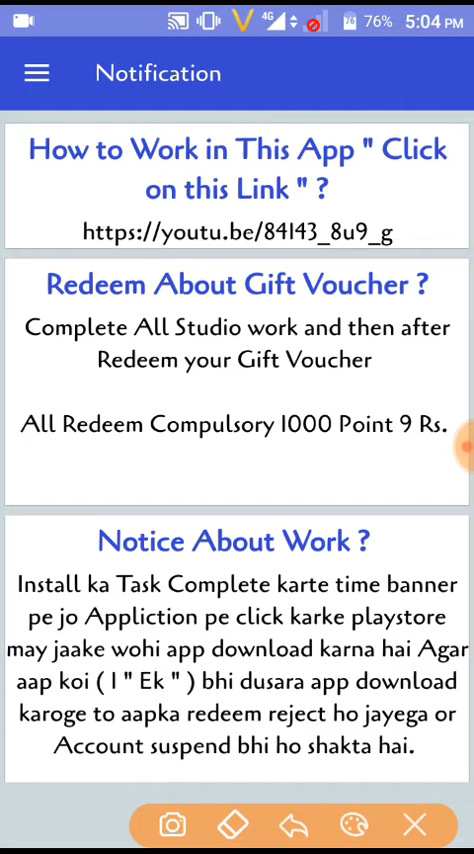 4G 76 76% 5:04 PM
Notification
How to Work in This App " Click
on this Link " ?
https://youtu.be/84I43_8u9_g
Redeem About Gift Voucher ?
Complete All Studio work and then after
Redeem your Gift Voucher
All Redeem Compulsory 1000 Point 9 Rs.
Notice About Work ?
Install ka Task Complete karte time banner
pe jo Appliction pe click karke playstore
may jaake wohi app download karna hai Agar
aap koi ( 1 " Ek " ) bhi dusara app download
karoge to aapka redeem reject ho jayega or
Account suspend bhi ho shakta hai.